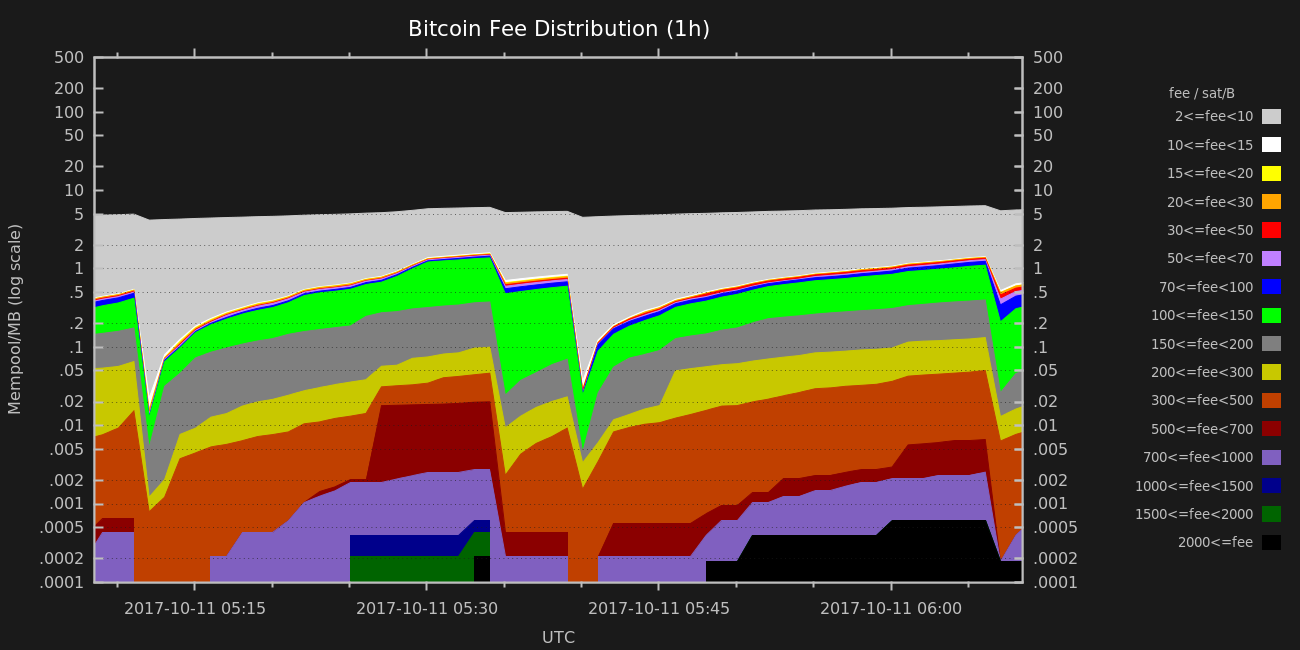 Bitcoin Fee Distribution (1h)
Mempool/MB (log scale)
500
200
100
50
20
10
5
2
1
.5
.2
.1
.05
.02
.01
.005
.002
.001
.0005
.0002
.0001
500
200
100
50
20
10
5
2
1
.5
.2
.1
.05
.02
.01
.005
.002
.001
.0005
.0002
.0001
2017-10-11 05:15
2017-10-11 05:30
2017-10-11 05:45
2017-10-11 06:00
UTC
fee / sat/B
2<=fee<10
10<=fee<15
15<=fee<20
20<=fee<30
30<=fee<50
50<=fee<70
70<=fee<100
100<=fee<150
150<=fee<200
200<=fee<300
300<=fee<500
500<=fee<700
700<=fee<1000
1000<=fee<1500
1500<=fee<2000
2000<=fee